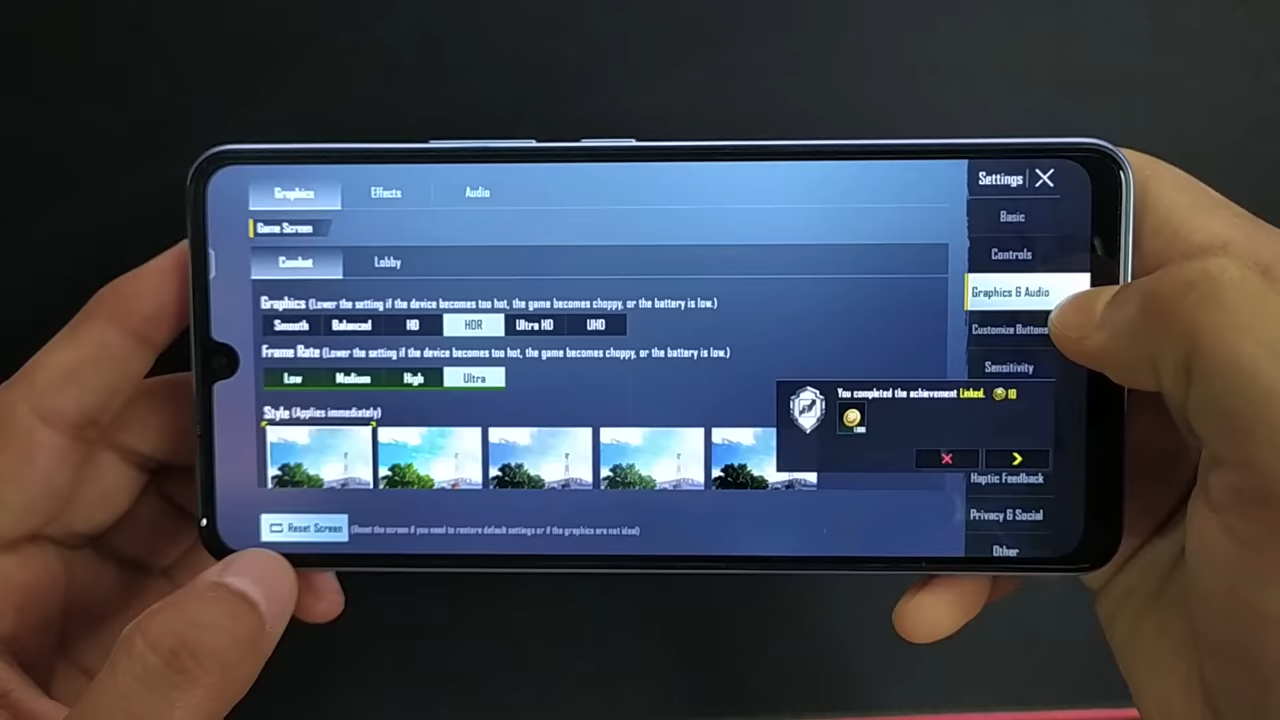 Graphics Effects Audio
Game Screen
Combat Lobby
Graphics (Lower the setting if the device becomes too hot, the game becomes choppy, or the battery is low.)
Smooth Balanced HD HDR Ultra HD UHD
Frame Rate (Lower the setting if the device becomes too hot, the game becomes choppy, or the battery is low.)
Low Medium High Ultra
Style (Applies immediately)
Reset Screen (Reset the screen if you need to restore default settings or if the graphics are not ideal)
You completed the achievement Linked. 10
1,000
Settings
Basic
Controls
Graphics & Audio
Customize Buttons
Sensitivity
Haptic Feedback
Privacy & Social
Other